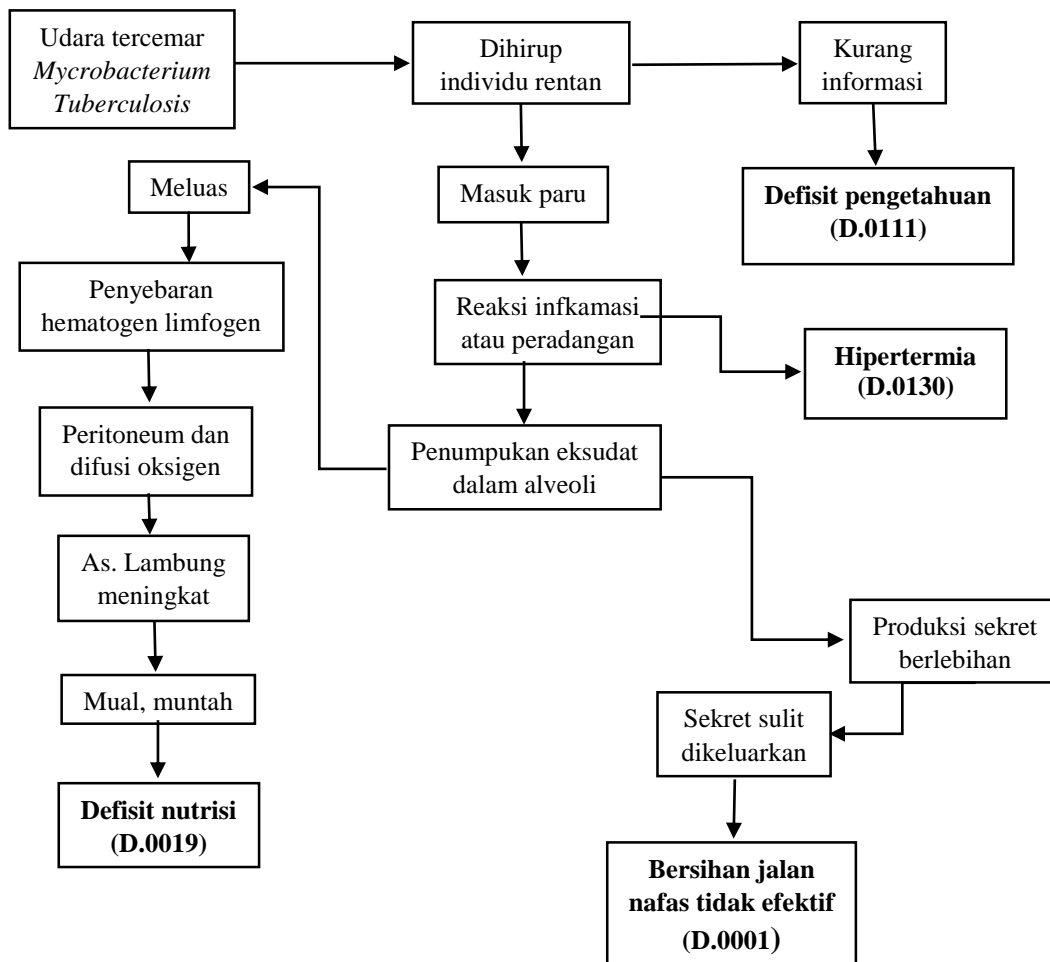 Udara tercemar
Mycrobacterium
Tuberculosis
Dihirup
individu rentan
Kurang
informasi
Meluas
Masuk paru
Defisit pengetahuan
(D.0111)
Penyebaran
hematogen limfogen
Reaksi infkamasi
atau peradangan
Hipertermia
(D.0130)
Peritoneum dan
difusi oksigen
Penumpukan eksudat
dalam alveoli
As. Lambung
meningkat
Produksi sekret
berlebihan
Mual, muntah
Sekret sulit
dikeluarkan
Defisit nutrisi
(D.0019)
Bersihan jalan
nafas tidak efektif
(D.0001)